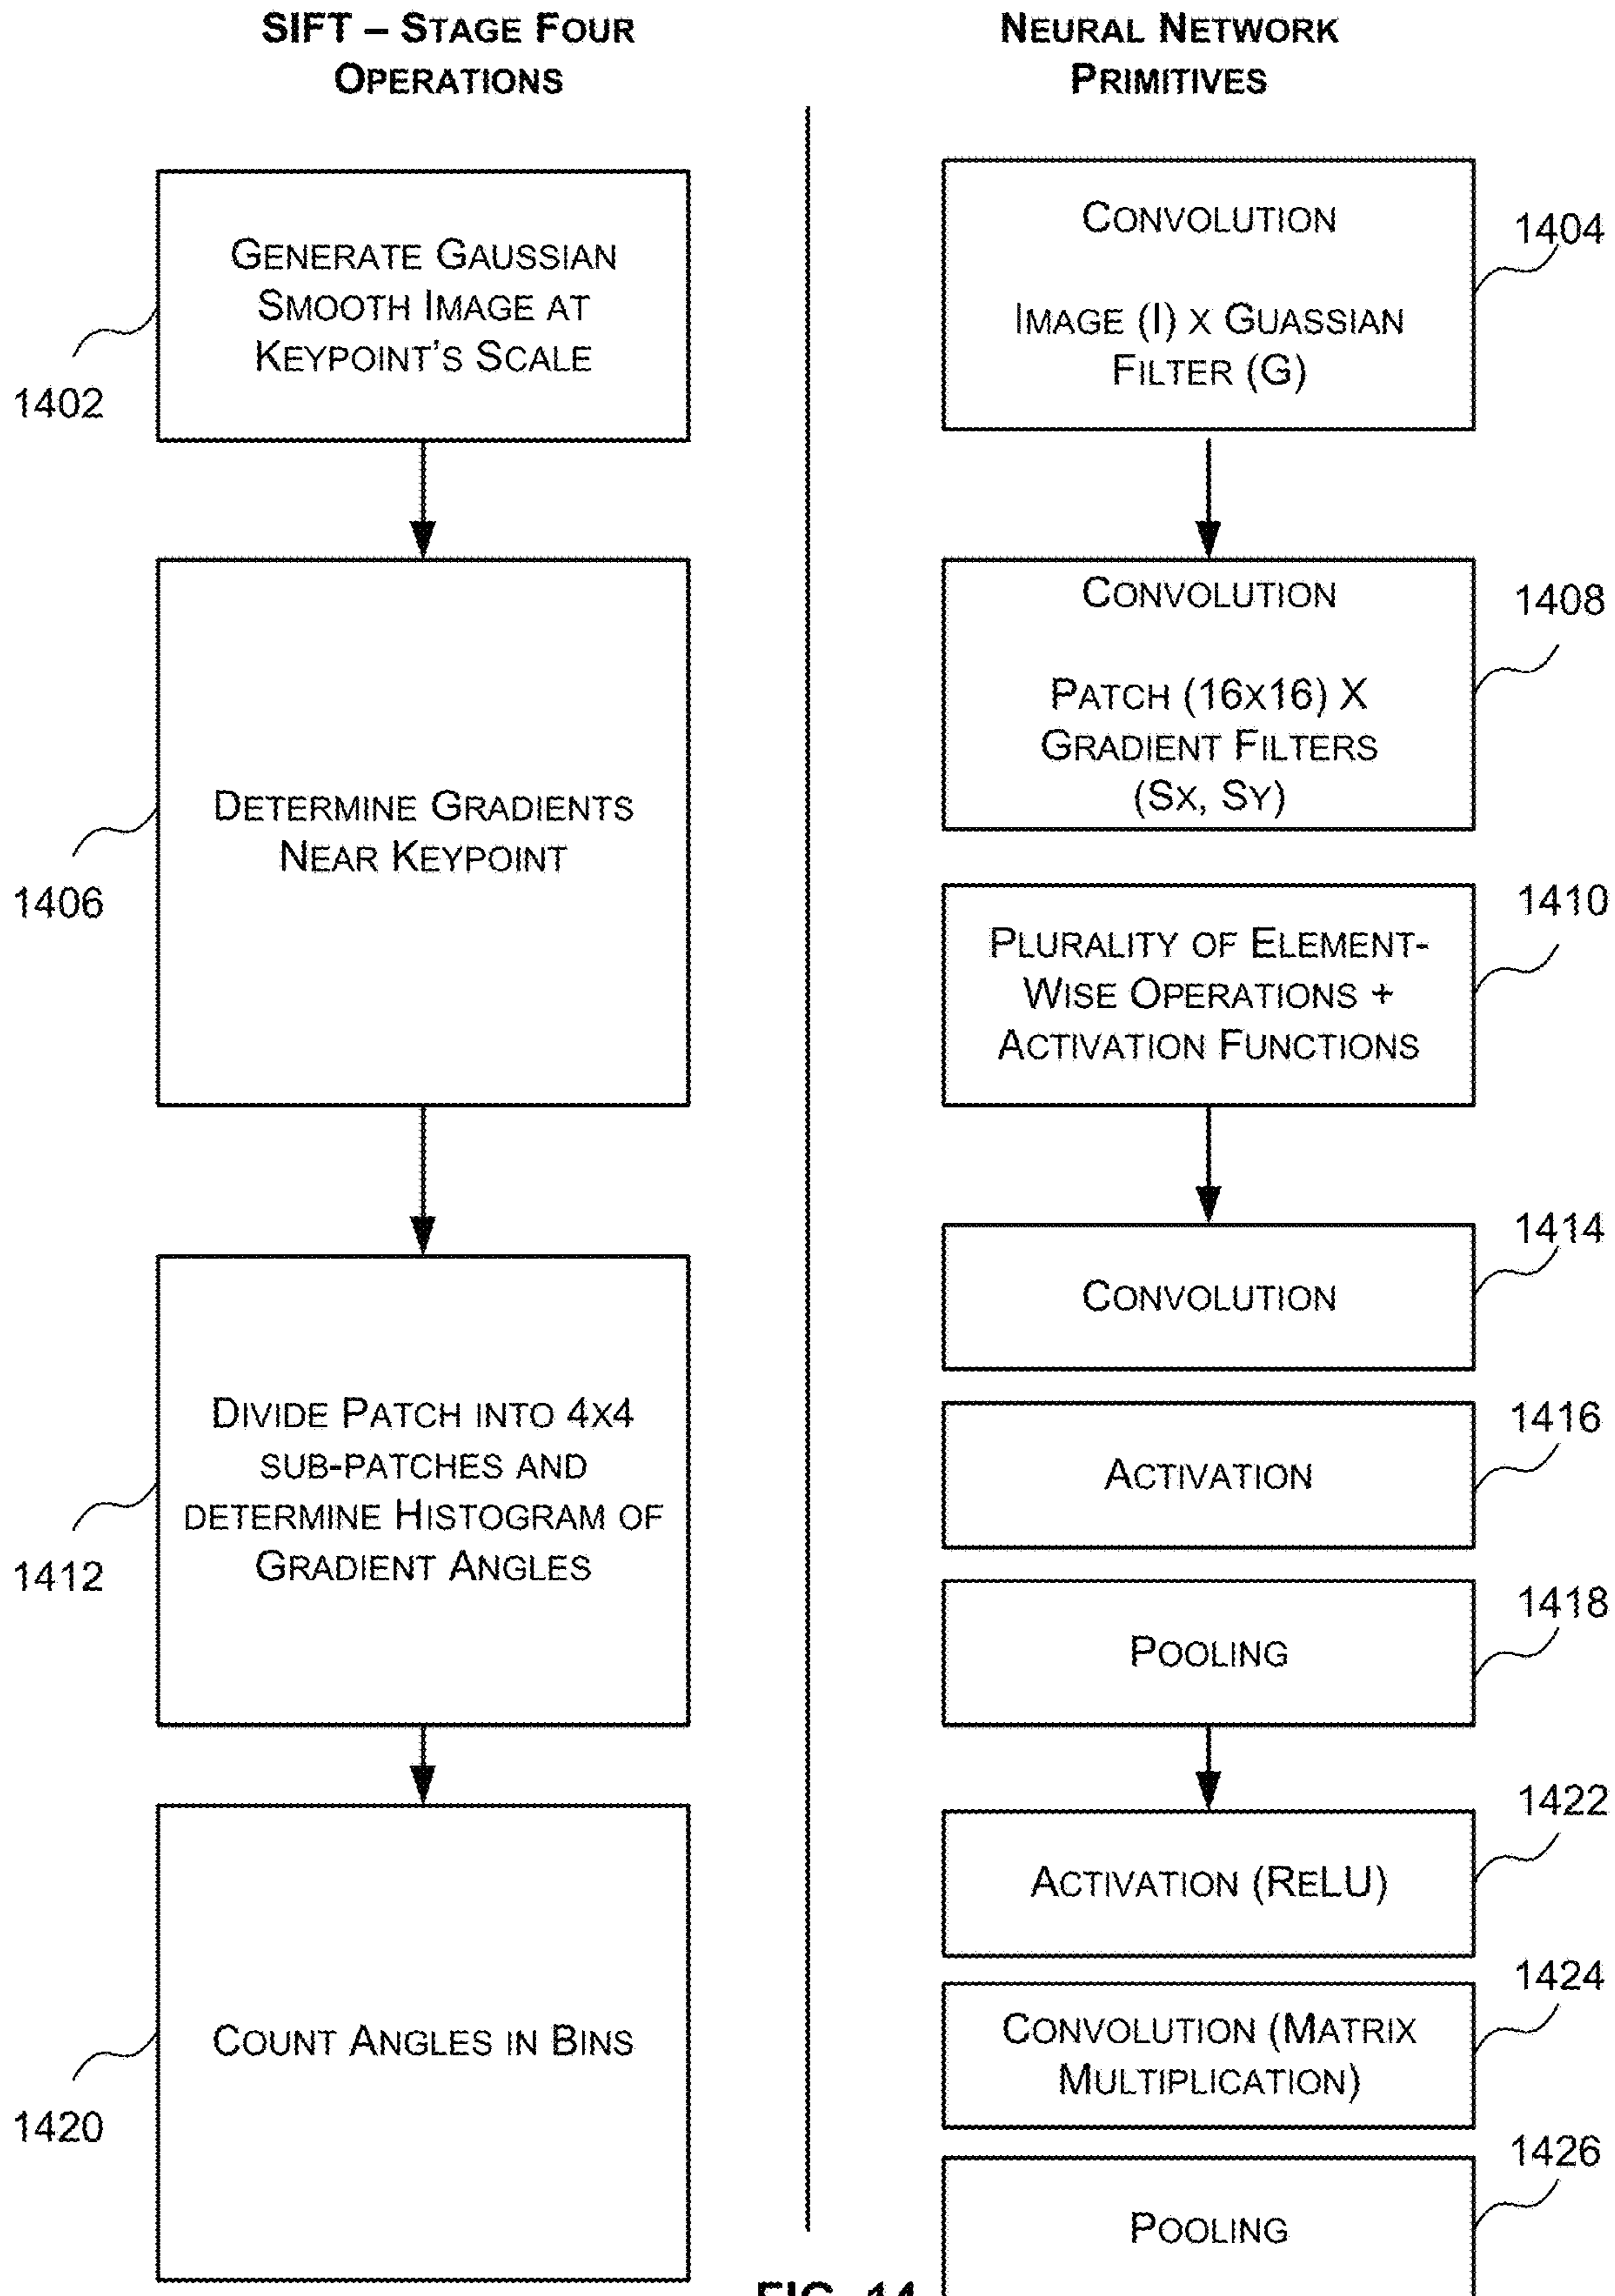 SIFT – STAGE FOUR
OPERATIONS
NEURAL NETWORK
PRIMITIVES
GENERATE GAUSSIAN
SMOOTH IMAGE AT
KEYPOINT'S SCALE
1402
CONVOLUTION
IMAGE (I) X GUASSIAN
FILTER (G)
1404
DETERMINE GRADIENTS
NEAR KEYPOINT
1406
CONVOLUTION
PATCH (16X16) X
GRADIENT FILTERS
(SX, SY)
1408
PLURALITY OF ELEMENT-
WISE OPERATIONS +
ACTIVATION FUNCTIONS
1410
DIVIDE PATCH INTO 4X4
SUB-PATCHES AND
DETERMINE HISTOGRAM OF
GRADIENT ANGLES
1412
CONVOLUTION
1414
ACTIVATION
1416
POOLING
1418
COUNT ANGLES IN BINS
1420
ACTIVATION (RELU)
1422
CONVOLUTION (MATRIX
MULTIPLICATION)
1424
POOLING
1426
FIG. 14